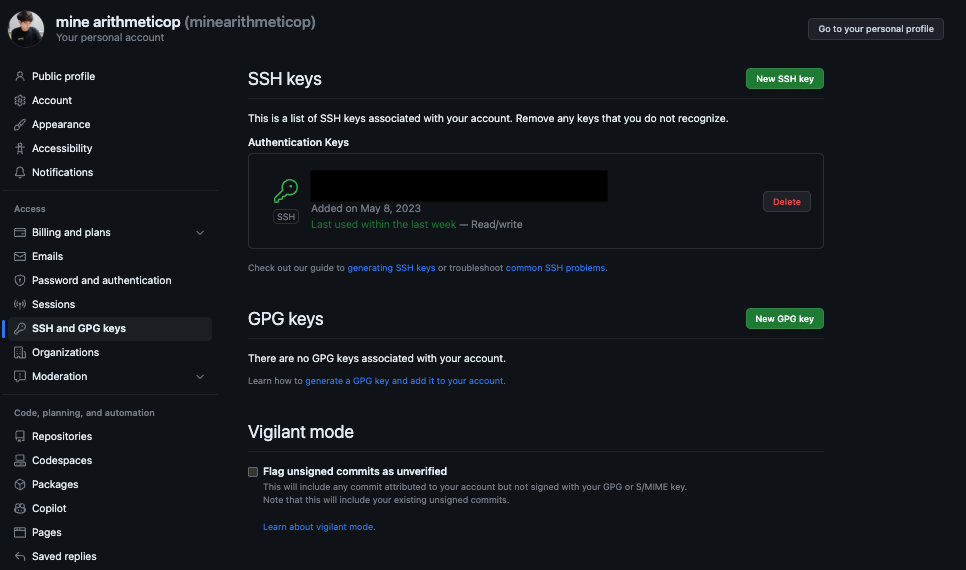 mine arithmeticop (minearithmeticop)
Your personal account
Go to your personal profile
Public profile
Account
Appearance
Accessibility
Notifications
Access
Billing and plans
Emails
Password and authentication
Sessions
SSH and GPG keys
Organizations
Moderation
Code, planning, and automation
Repositories
Codespaces
Packages
Copilot
Pages
Saved replies
SSH keys
New SSH key
This is a list of SSH keys associated with your account. Remove any keys that you do not recognize.
Authentication Keys
SSH
Added on May 8, 2023
Last used within the last week — Read/write
Delete
Check out our guide to generating SSH keys or troubleshoot common SSH problems.
GPG keys
New GPG key
There are no GPG keys associated with your account.
Learn how to generate a GPG key and add it to your account.
Vigilant mode
Flag unsigned commits as unverified
This will include any commit attributed to your account but not signed with your GPG or S/MIME key.
Note that this will include your existing unsigned commits.
Learn about vigilant mode.